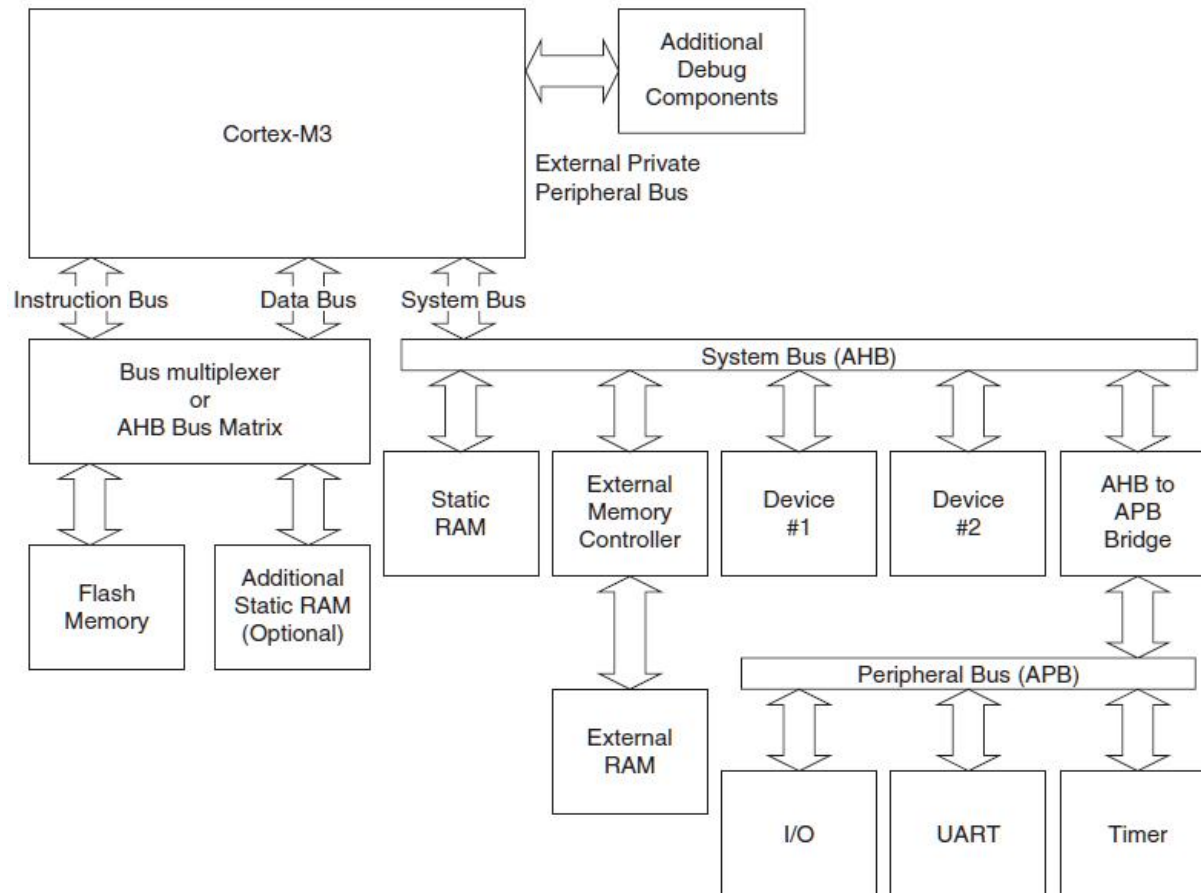 Additional
Debug
Components
Cortex-M3
External Private
Peripheral Bus
Instruction Bus
Data Bus
System Bus
Bus multiplexer
or
AHB Bus Matrix
System Bus (AHB)
Static
RAM
External
Memory
Controller
Device
#1
Device
#2
AHB to
APB
Bridge
Flash
Memory
Additional
Static RAM
(Optional)
Peripheral Bus (APB)
External
RAM
I/O
UART
Timer